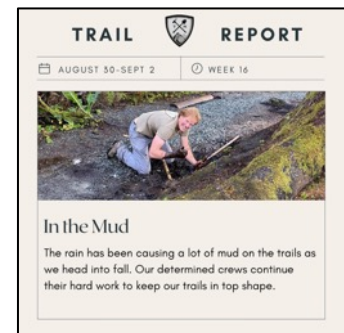 TRAIL REPORT
AUGUST 30-SEPT 2
WEEK 16
In the Mud
The rain has been causing a lot of mud on the trails as
we head into fall. Our determined crews continue
their hard work to keep our trails in top shape.